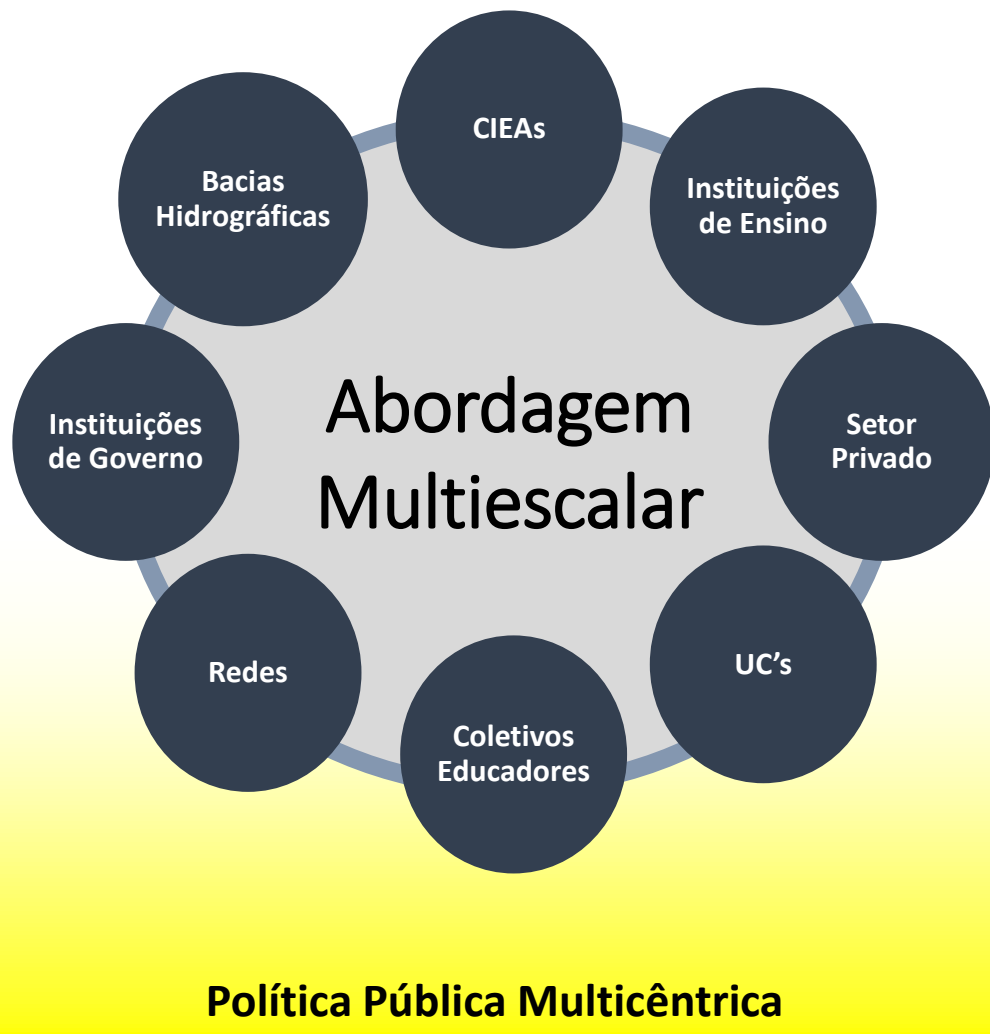 CIEAs
Instituições
de Ensino
Setor
Privado
UC’s
Coletivos
Educadores
Redes
Instituições
de Governo
Bacias
Hidrográficas
Abordagem
Multiescalar
Política Pública Multicêntrica